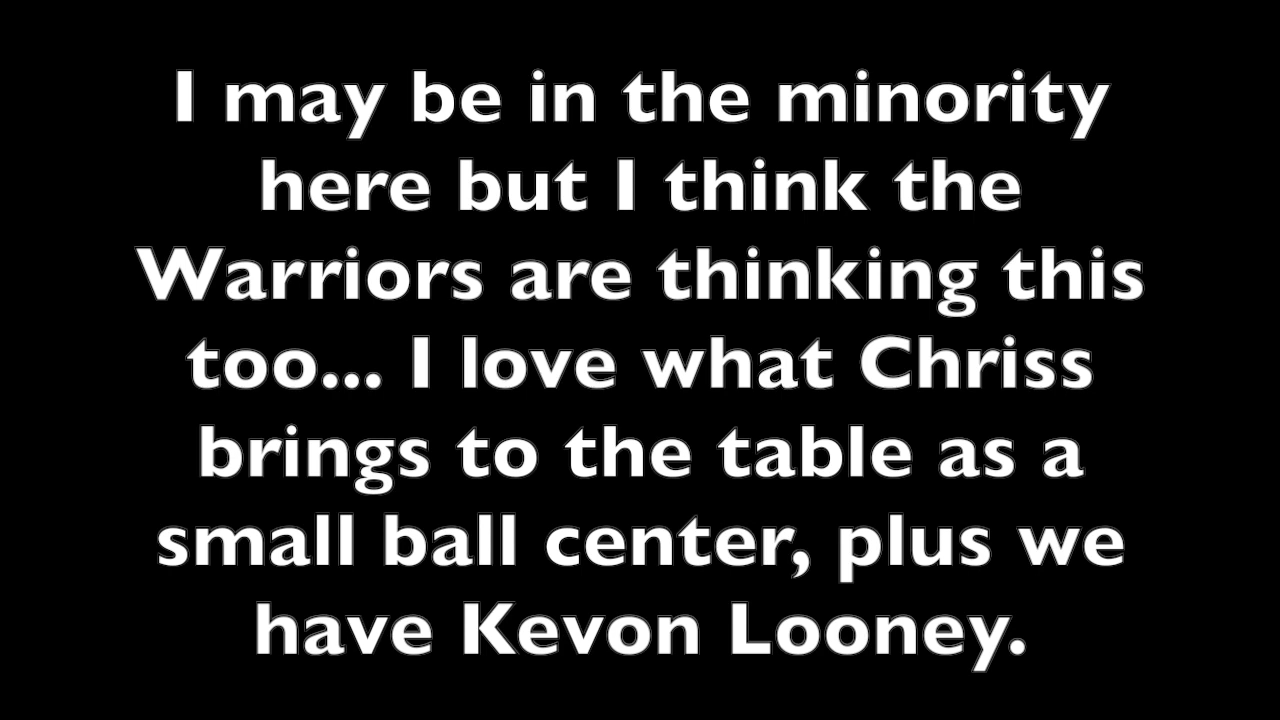 I may be in the minority
here but I think the
Warriors are thinking this
too... I love what Chriss
brings to the table as a
small ball center, plus we
have Kevon Looney.